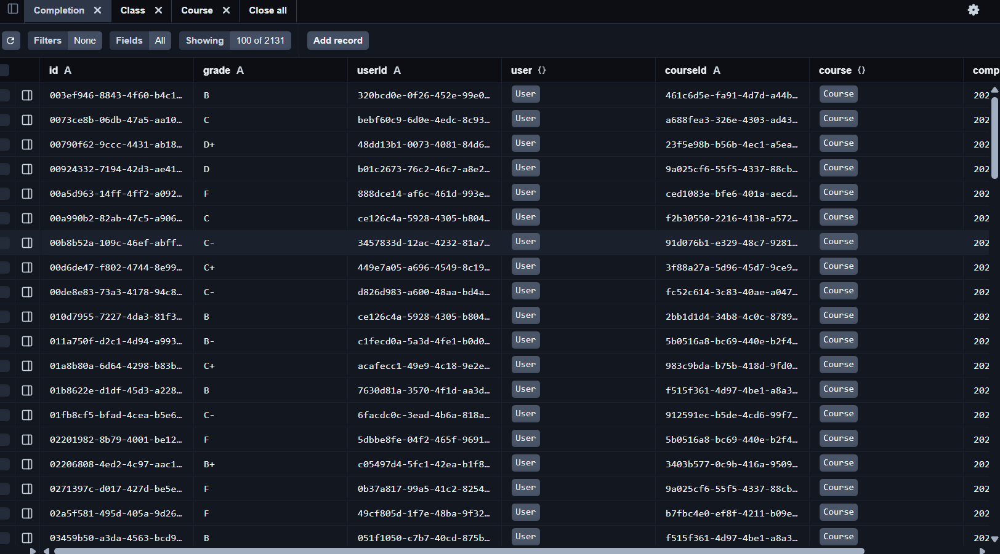 Completion Class Course Close all
Filters None Fields All Showing 100 of 2131 Add record
id A grade A userId A user {} courseId A course {} comp
003ef946-8843-4f60-b4c1… B 320bcd0e-0f26-452e-99e0… User 461c6d5e-fa91-4d7d-a44b… Course 202
0073ce8b-06db-47a5-aa10… C bebf60c9-6d0e-4edc-8c93… User a688fea3-326e-4303-ad43… Course 202
00790f62-9ccc-4431-ab18… D+ 48dd13b1-0073-4081-84d6… User 23f5e98b-b56b-4ec1-a5ea… Course 202
00924332-7194-42d3-ae41… D b01c2673-76c2-46c7-a8e2… User 9a025cf6-55f5-4337-88cb… Course 202
00a5d963-14ff-4ff2-a092… F 888dce14-af6c-461d-993e… User ced1083e-bfe6-401a-aecd… Course 202
00a990b2-82ab-47c5-a906… C ce126c4a-5928-4305-b804… User f2b30550-2216-4138-a572… Course 202
00b8b52a-109c-46ef-abff… C- 3457833d-12ac-4232-81a7… User 91d076b1-e329-48c7-9281… Course 202
00d6de47-f802-4744-8e99… C+ 449e7a05-a696-4549-8c19… User 3f88a27a-5d96-45d7-9ce9… Course 202
00de8e83-73a3-4178-94c8… C- d826d983-a600-48aa-bd4a… User fc52c614-3c83-40ae-a047… Course 202
010d7955-7227-4da3-81f3… B ce126c4a-5928-4305-b804… User 2bb1d1d4-34b8-4c0c-8789… Course 202
011a750f-d2c1-4d94-a993… B- c1fecd0a-5a3d-4fe1-b0d0… User 5b0516a8-bc69-440e-b2f4… Course 202
01a8b80a-6d64-4298-b83b… C+ acafecc1-49e9-4c18-9e2e… User 983c9bda-b75b-418d-9fd0… Course 202
01b8622e-d1df-45d3-a228… B 7630d81a-3570-4f1d-aa3d… User f515f361-4d97-4be1-a8a3… Course 202
01fb8cf5-bfad-4cea-b5e6… C- 6facdc0c-3ead-4b6a-818a… User 912591ec-b5de-4cd6-99f7… Course 202
02201982-8b79-4001-be12… F 5dbbe8fe-04f2-465f-9691… User 5b0516a8-bc69-440e-b2f4… Course 202
02206808-4ed2-4c97-aac1… B+ c05497d4-5fc1-42ea-b1f8… User 3403b577-0c9b-416a-9509… Course 202
0271397c-d017-427d-be5e… F 0b37a817-99a5-41c2-8254… User 9a025cf6-55f5-4337-88cb… Course 202
02a5f581-495d-405a-9d26… F 49cf805d-1f7e-48ba-9f32… User b7fbc4e0-ef8f-4211-b09e… Course 202
03459b50-a3da-4563-bcd9… B 051f1050-c7b7-40cd-875b… User f515f361-4d97-4be1-a8a3… Course 202